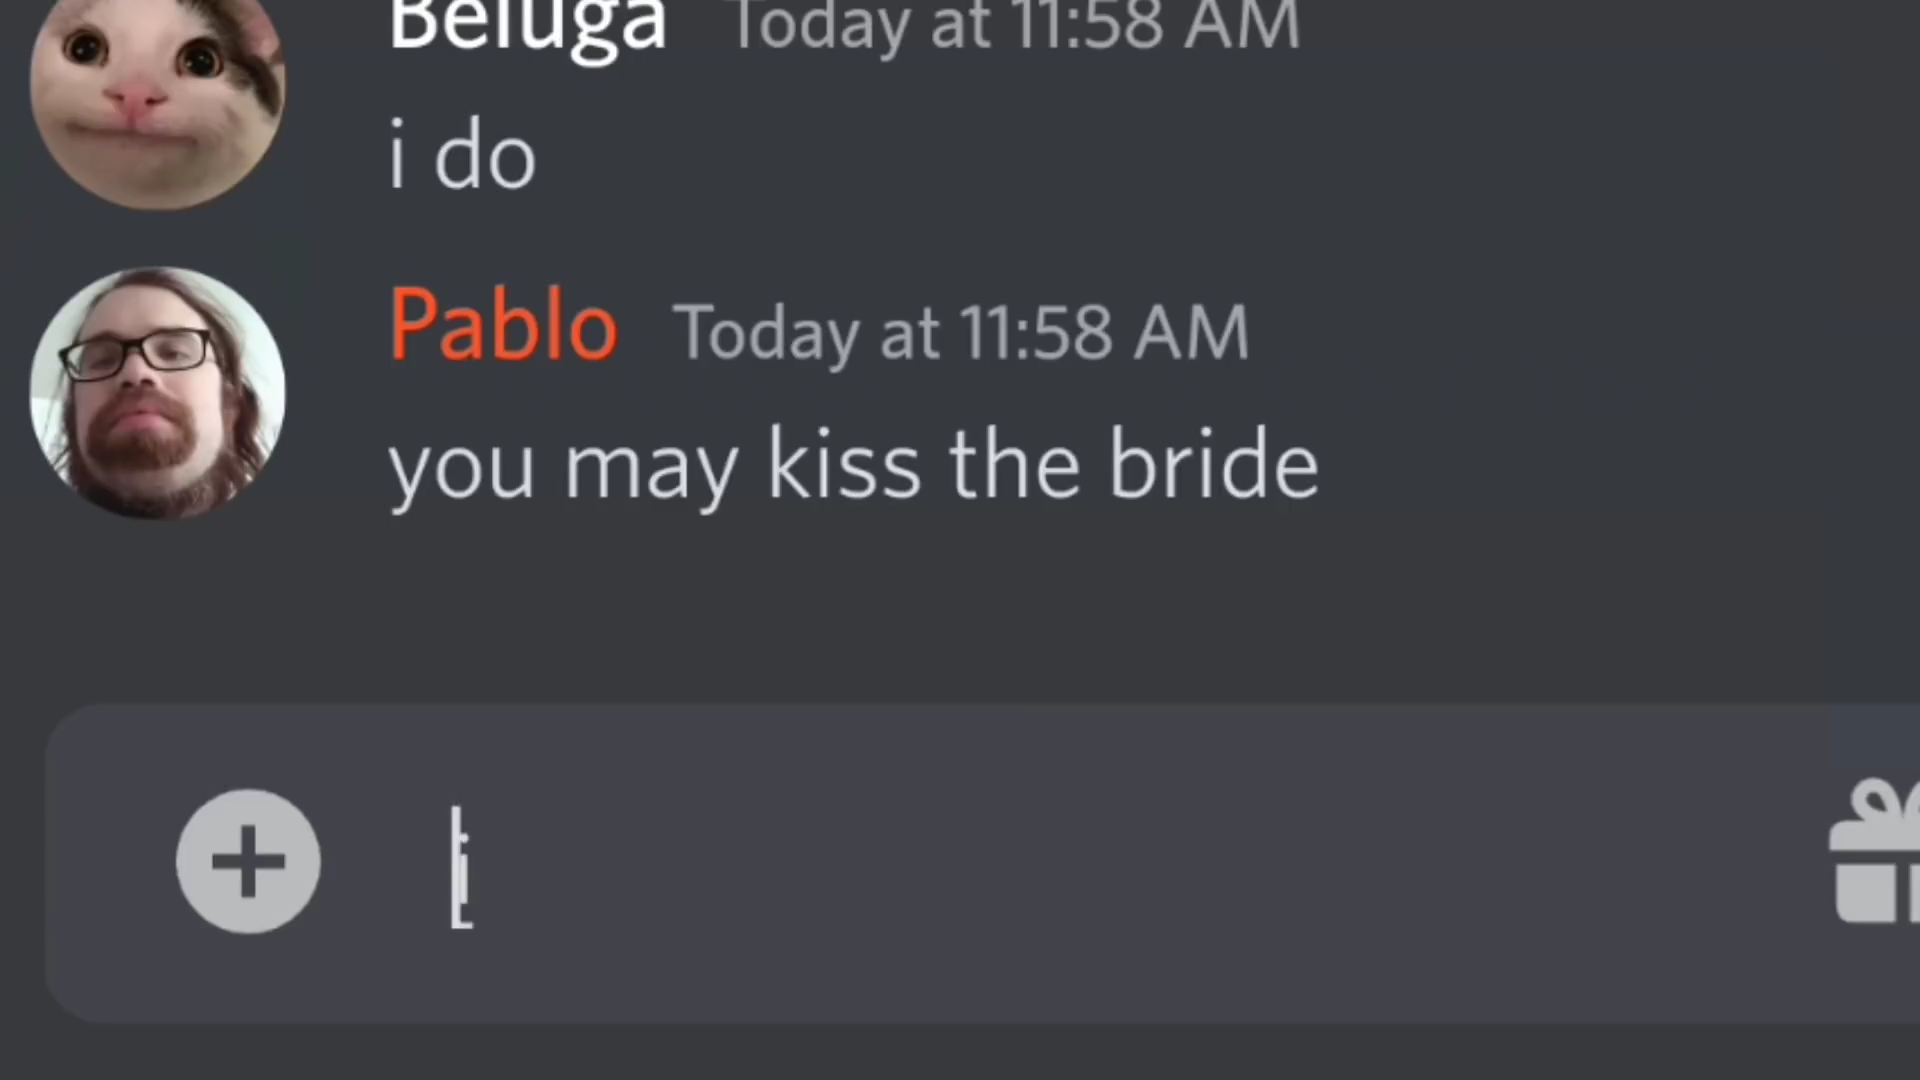 Beluga Today at 11:58 AM
i do
Pablo Today at 11:58 AM
you may kiss the bride